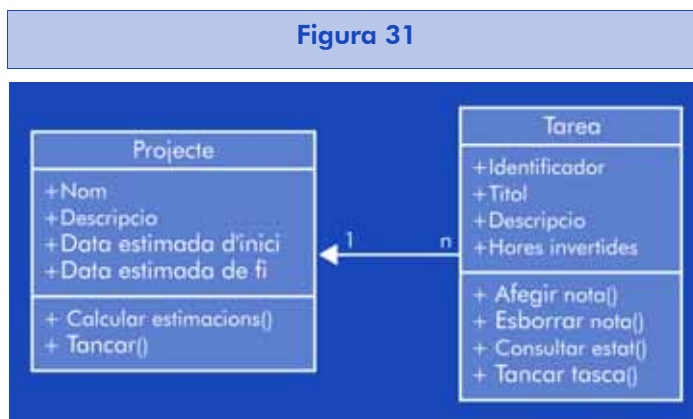 Figura 31
Projecte
+Nom
+Descripcio
+Data estimada d'inici
+Data estimada de fi
+ Calcular estimacions()
+ Tancar()
1
n
Tarea
+Identificador
+Titol
+Descripcio
+Hores invertides
+ Afegir nota()
+ Esborrar nota()
+ Consultar estat()
+ Tancar tasca()